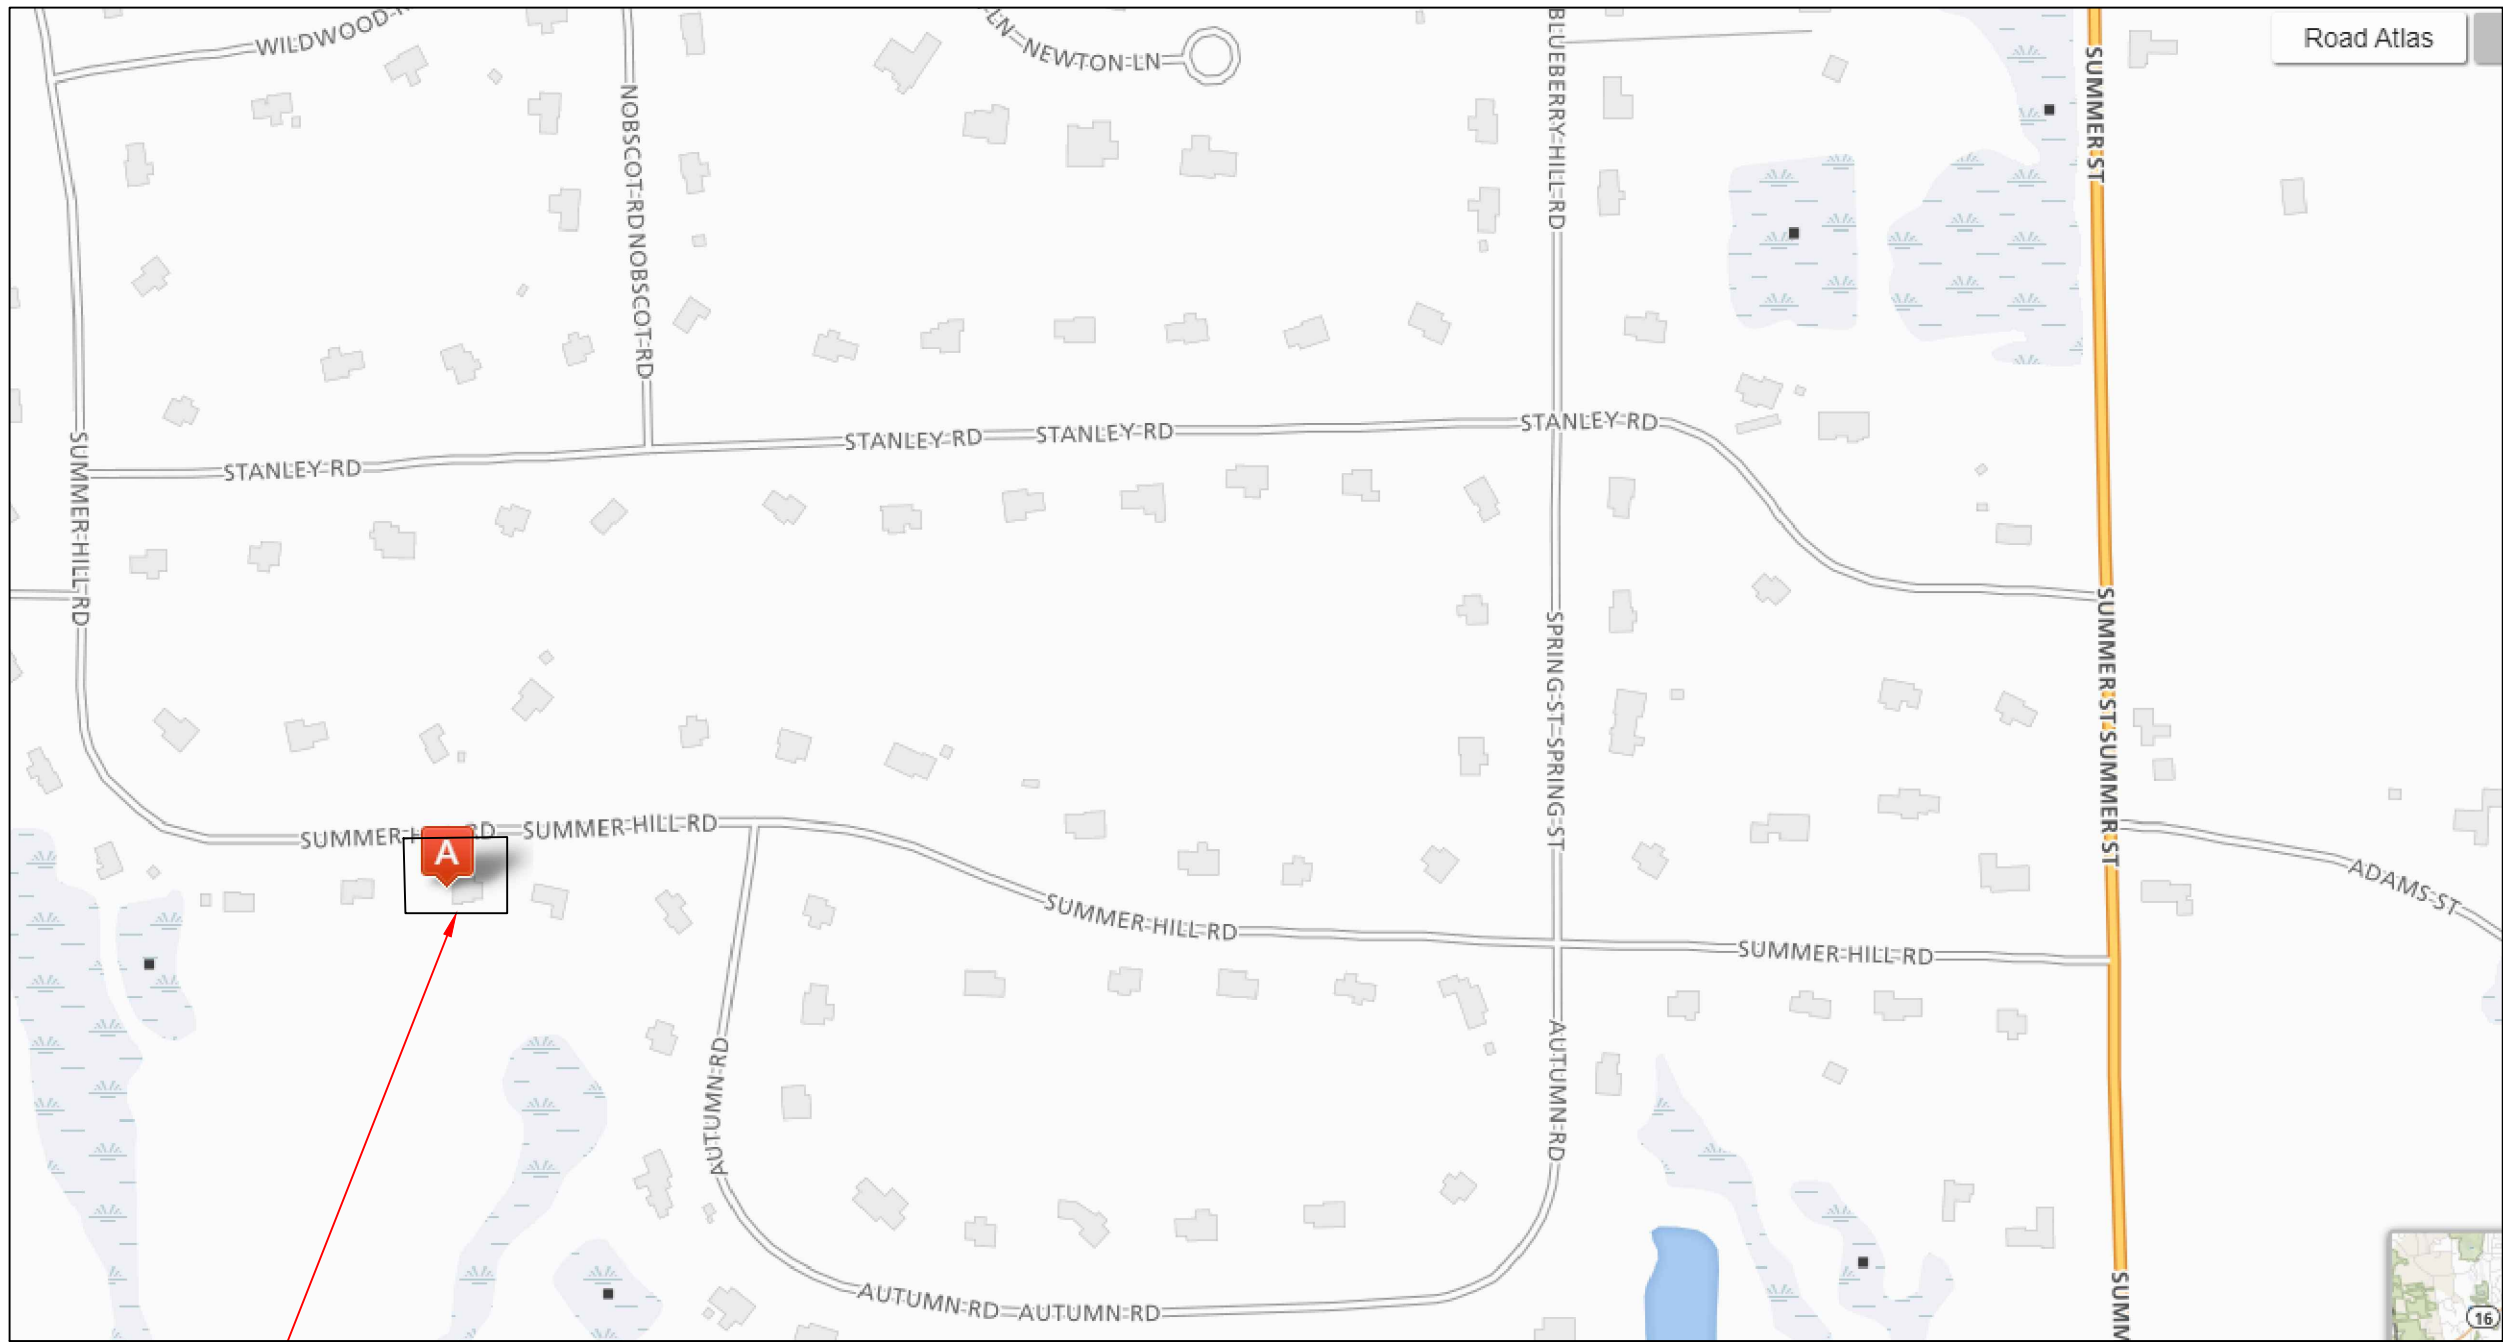 WILDWOOD
NEWTON LN
Road Atlas
BLUEBERRY HILL RD
SUMMER ST
NOBSCOT RD
NOBSCOT RD
STANLEY RD
STANLEY RD
STANLEY RD
STANLEY RD
SUMMER HILL RD
SUMMER ST
SUMMER ST
SPRING ST
SPRING ST
SUMMER HILL RD
A
SUMMER HILL RD
ADAMS ST
SUMMER HILL RD
SUMMER HILL RD
AUTUMN RD
AUTUMN RD
AUTUMN RD
AUTUMN RD
SUMM
16